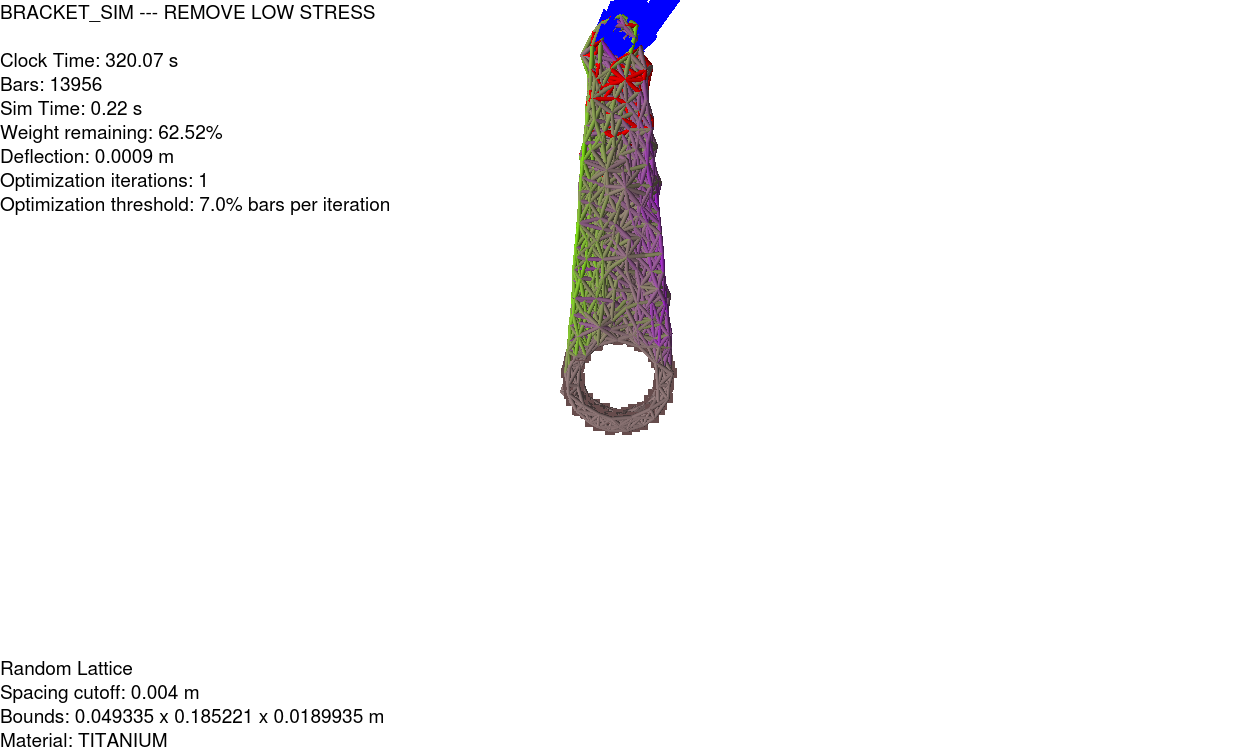 BRACKET_SIM --- REMOVE LOW STRESS
Clock Time: 320.07 s
Bars: 13956
Sim Time: 0.22 s
Weight remaining: 62.52%
Deflection: 0.0009 m
Optimization iterations: 1
Optimization threshold: 7.0% bars per iteration
Random Lattice
Spacing cutoff: 0.004 m
Bounds: 0.049335 x 0.185221 x 0.0189935 m
Material: TITANIUM